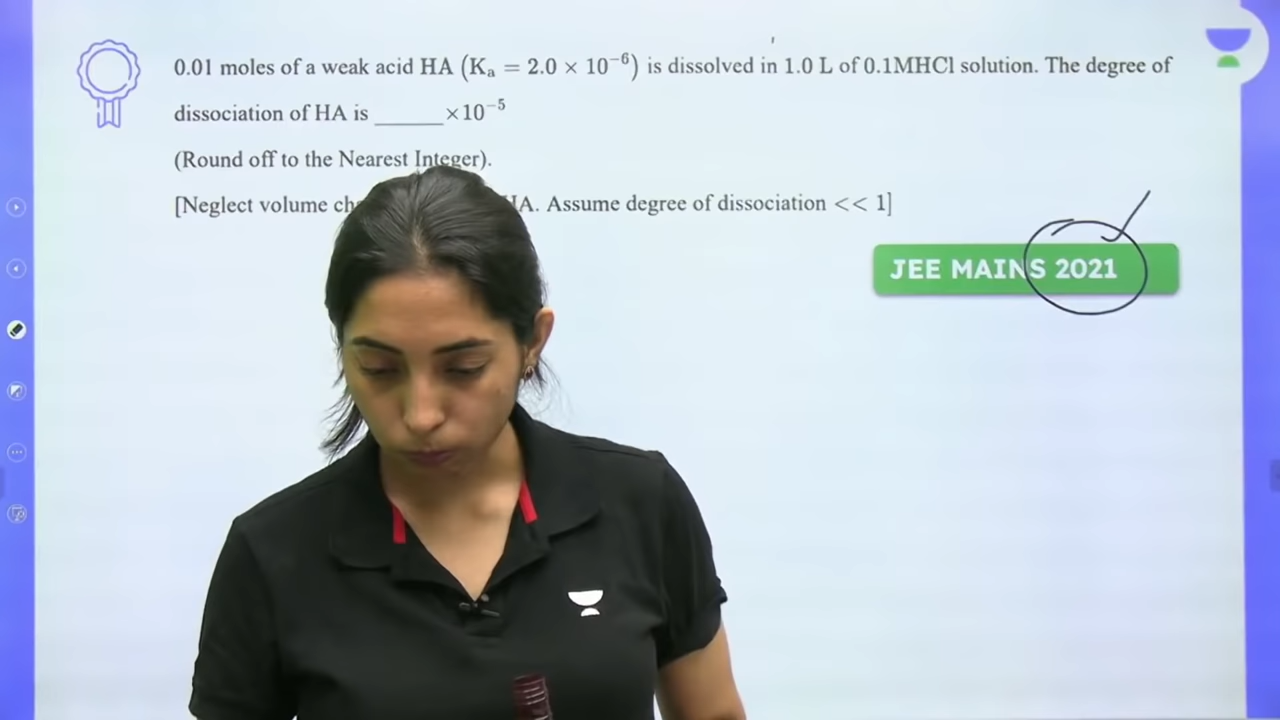 0.01 moles of a weak acid HA (Kₐ = 2.0 × 10⁻⁶) is dissolved in 1.0 L of 0.1MHCl solution. The degree of
dissociation of HA is ______×10⁻⁵
(Round off to the Nearest Integer).
[Neglect volume HA. Assume degree of dissociation << 1]
JEE MAINS 2021